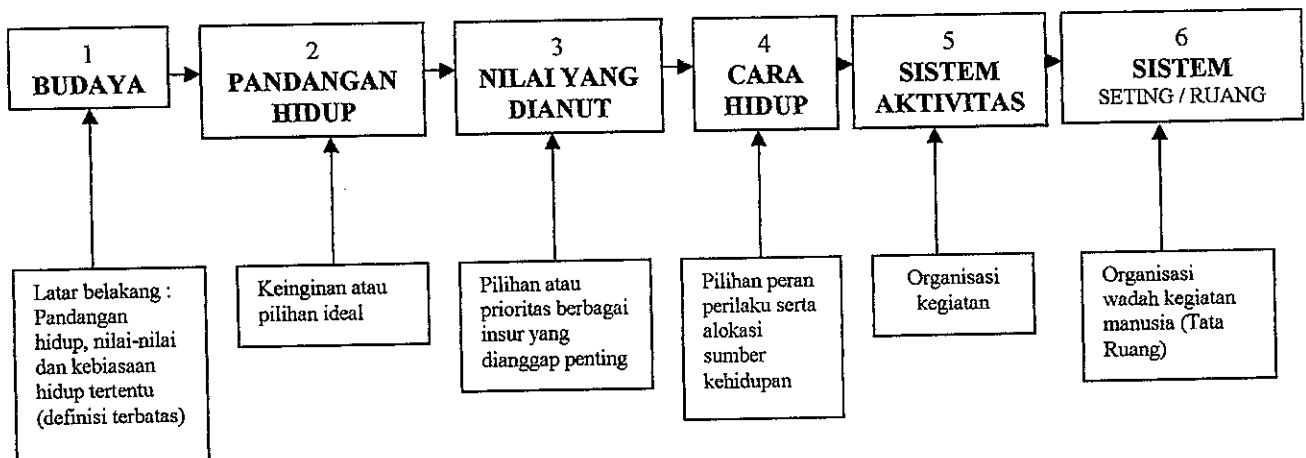 1
BUDAYA
2
PANDANGAN
HIDUP
3
NILAI YANG
DIANUT
4
CARA
HIDUP
5
SISTEM
AKTIVITAS
6
SISTEM
SETING / RUANG
Latar belakang :
Pandangan
hidup, nilai-nilai
dan kebiasaan
hidup tertentu
(definisi terbatas)
Keinginan atau
pilihan ideal
Pilihan atau
prioritas berbagai
insur yang
dianggap penting
Pilihan peran
perilaku serta
alokasi
sumber
kehidupan
Organisasi
kegiatan
Organisasi
wadah kegiatan
manusia (Tata
Ruang)